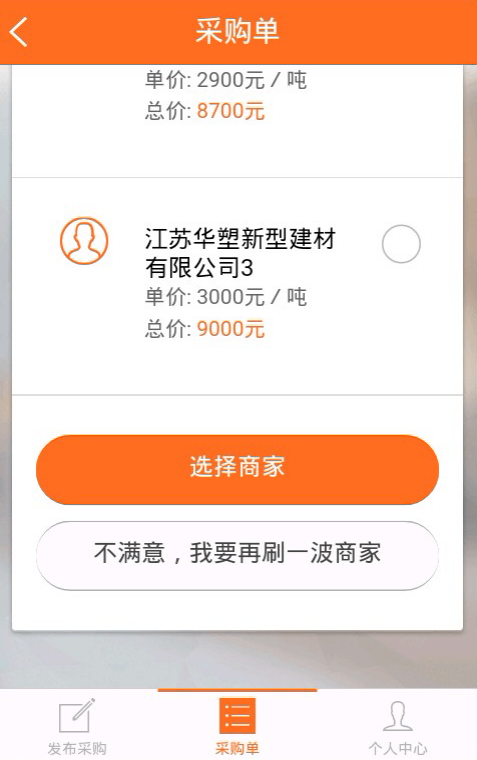 采购单
单价: 2900元 / 吨
总价: 8700元
江苏华塑新型建材
有限公司3
单价: 3000元 / 吨
总价: 9000元
选择商家
不满意，我要再刷一波商家
发布采购
采购单
个人中心